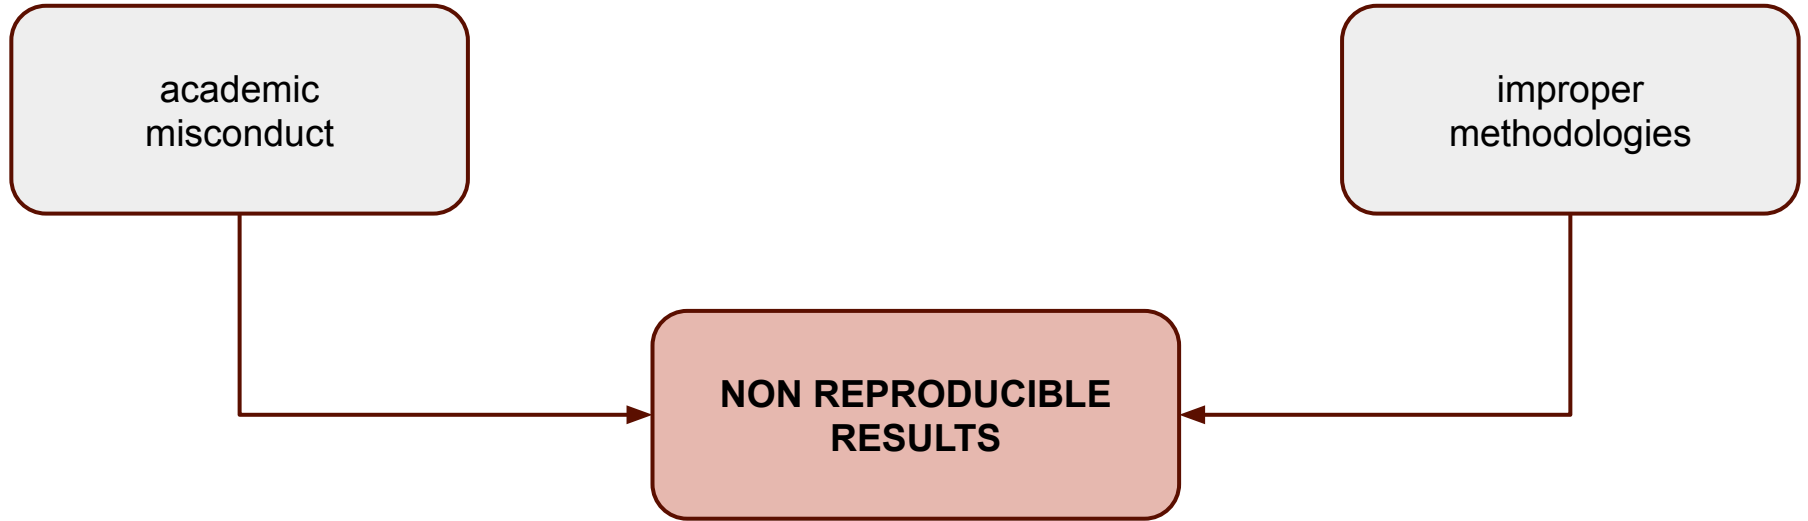 academic
misconduct
improper
methodologies
NON REPRODUCIBLE
RESULTS